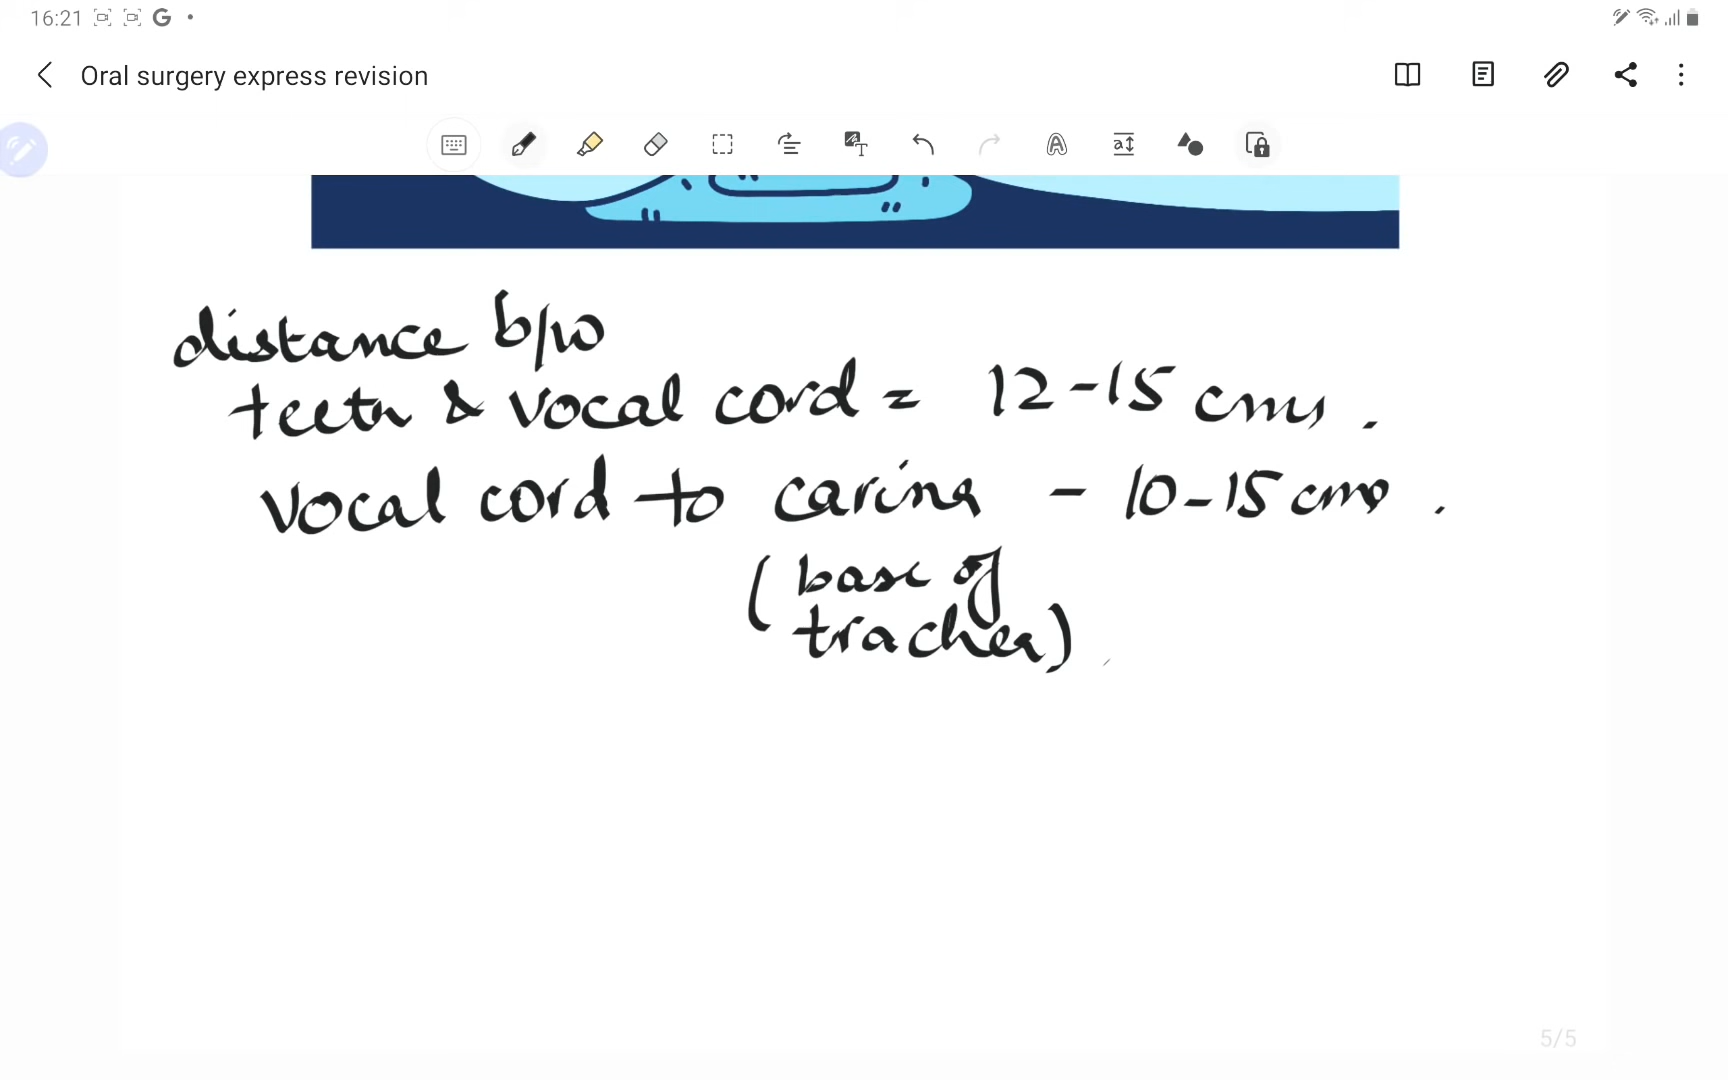 16:21
Oral surgery express revision
distance b/w
teeth & vocal cord = 12-15 cms.
vocal cord to carina - 10-15 cms.
(base of
trachea)
5/5